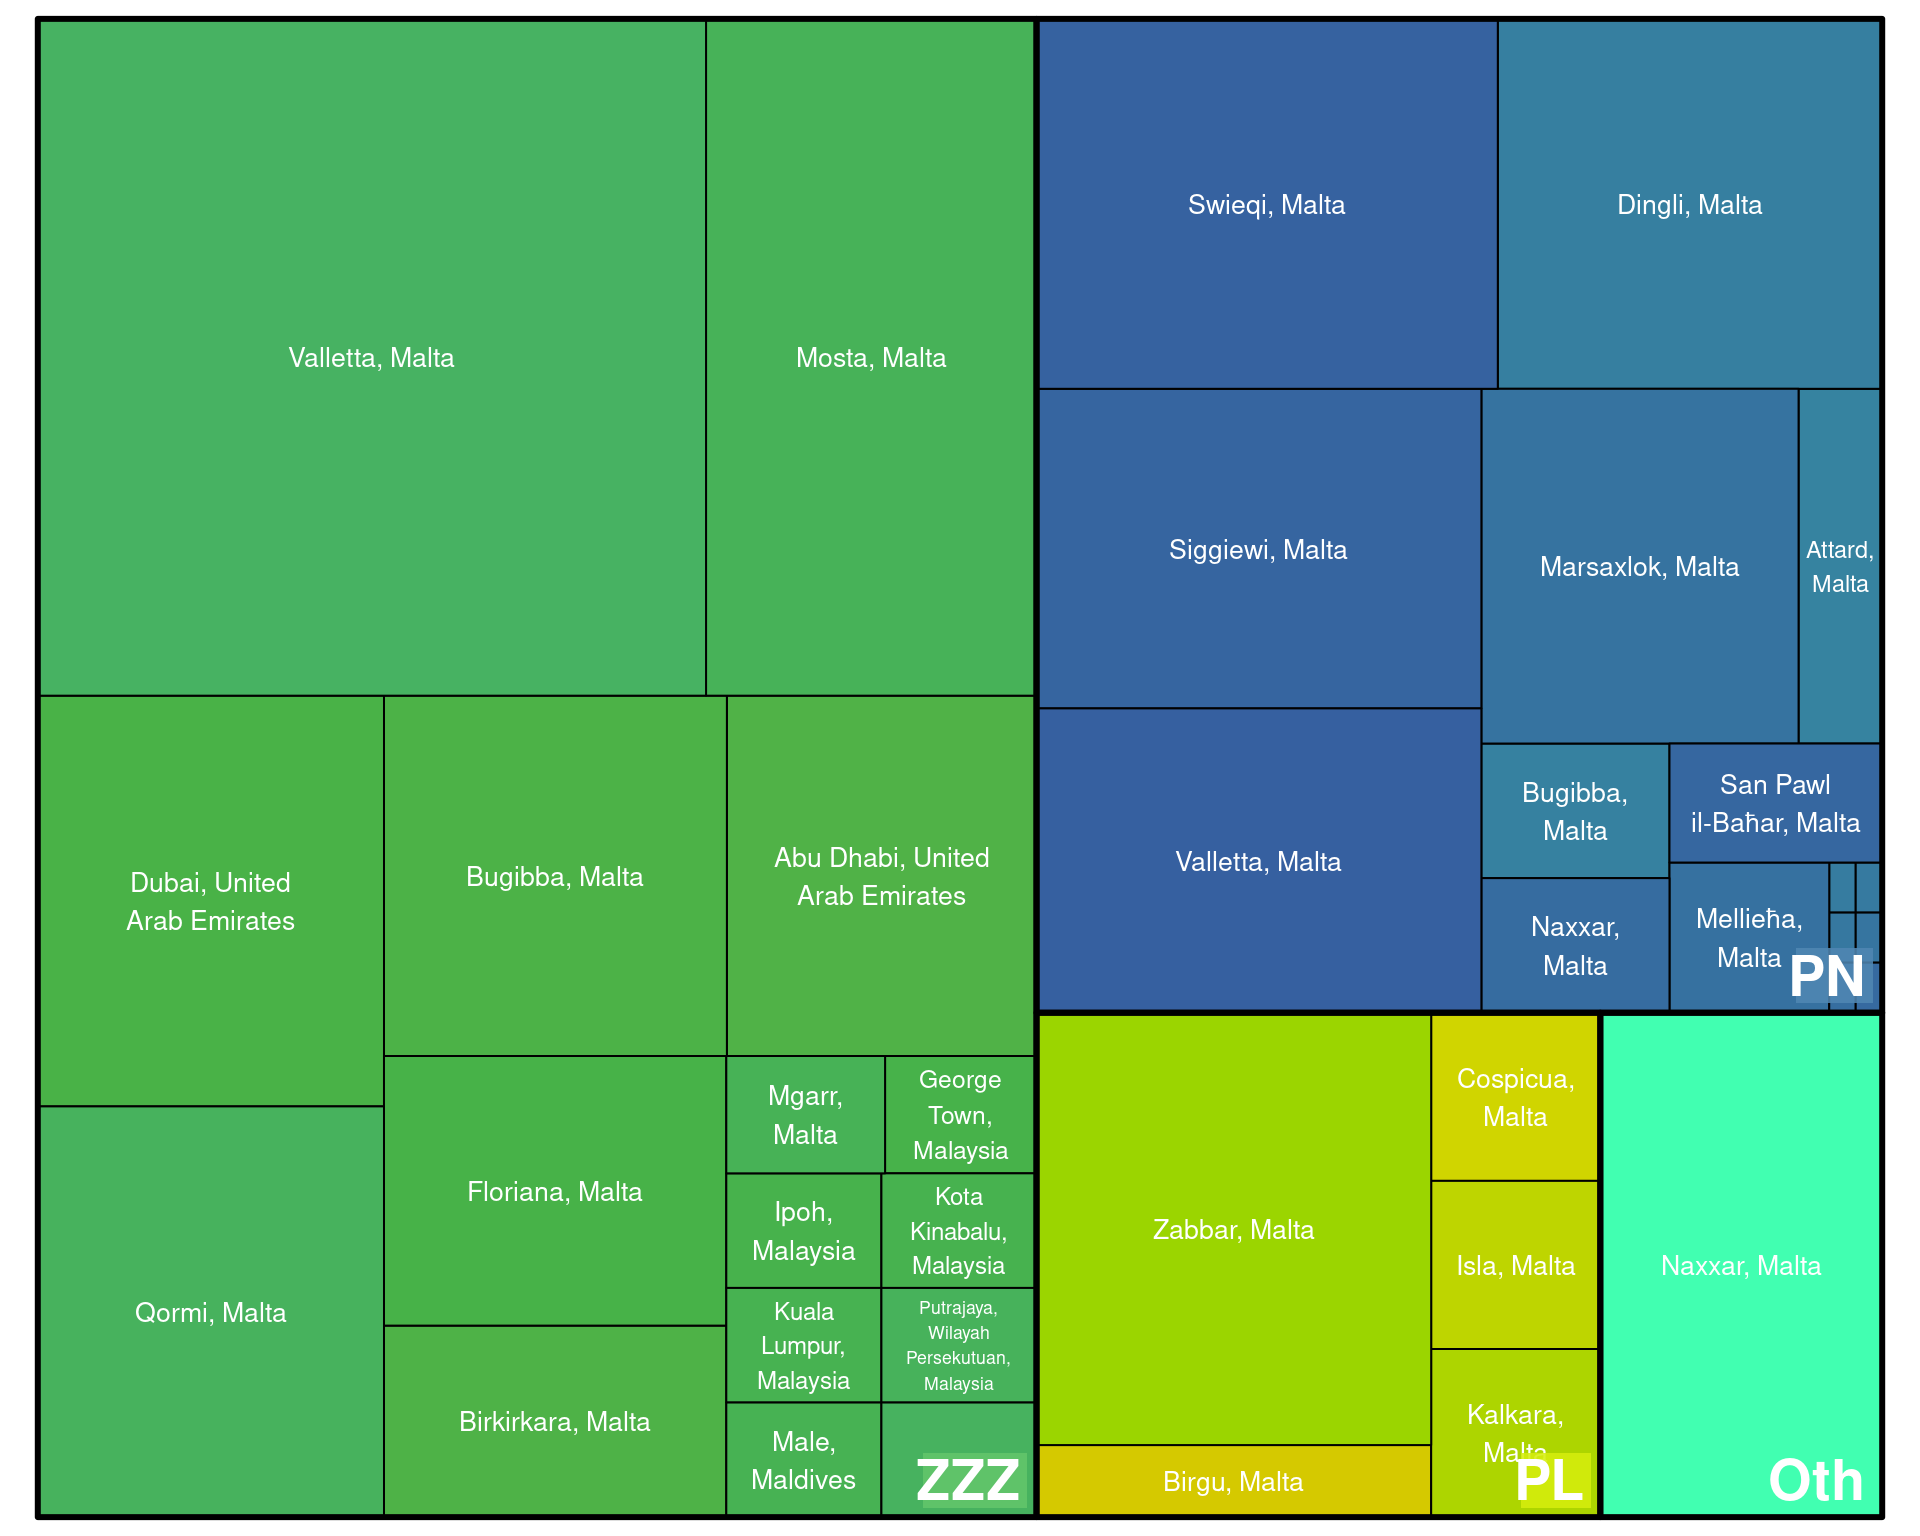 Valletta, Malta
Mosta, Malta
Dubai, United
Arab Emirates
Bugibba, Malta
Abu Dhabi, United
Arab Emirates
Qormi, Malta
Floriana, Malta
Birkirkara, Malta
Mgarr,
Malta
George
Town,
Malaysia
Ipoh,
Malaysia
Kota
Kinabalu,
Malaysia
Kuala
Lumpur,
Malaysia
Putrajaya,
Wilayah
Persekutuan,
Malaysia
Male,
Maldives
ZZZ
Swieqi, Malta
Dingli, Malta
Siggiewi, Malta
Marsaxlok, Malta
Attard,
Malta
Valletta, Malta
Bugibba,
Malta
San Pawl
il-Baħar, Malta
Naxxar,
Malta
Mellieħa,
Malta
PN
Zabbar, Malta
Cospicua,
Malta
Isla, Malta
Kalkara,
Malta
Birgu, Malta
PL
Naxxar, Malta
Oth